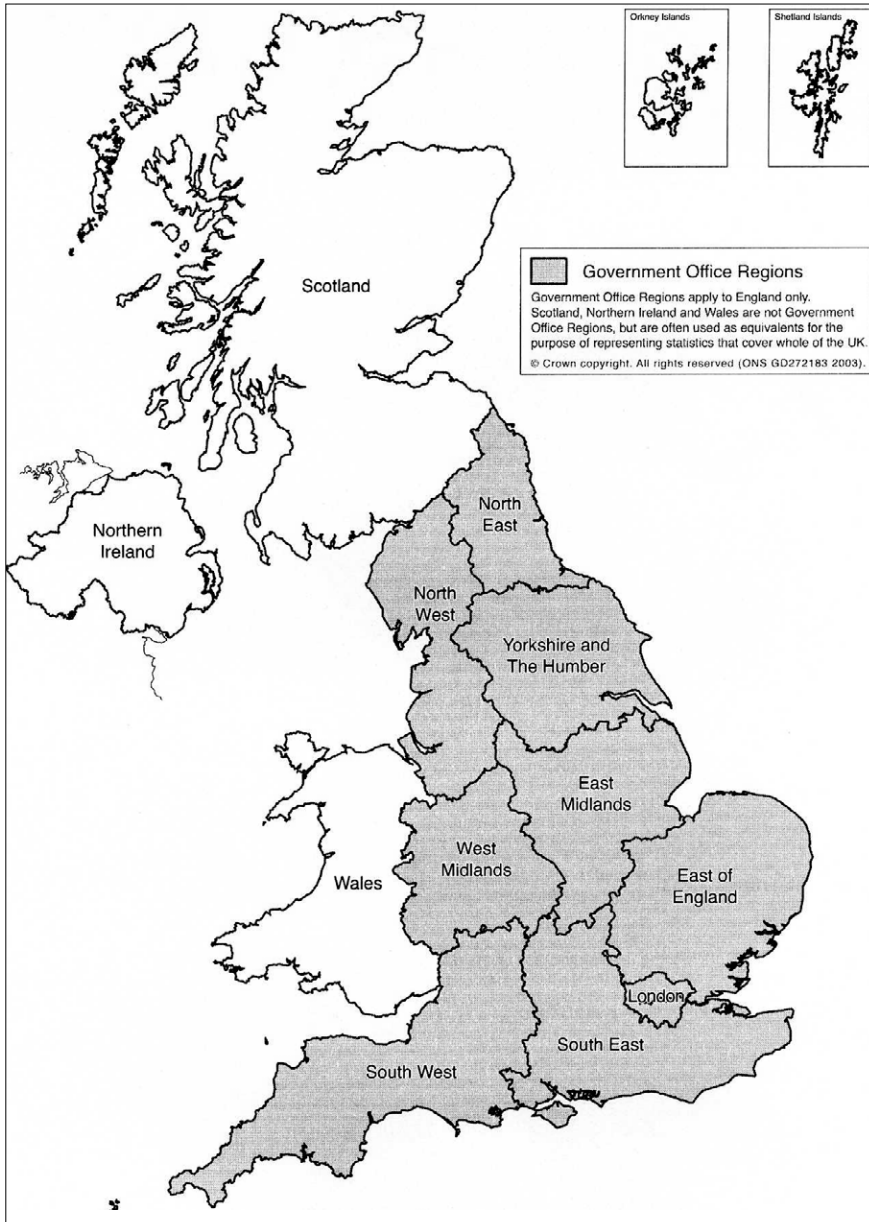 Orkney Islands
Shetland Islands
Scotland
Government Office Regions
Government Office Regions apply to England only.
Scotland, Northern Ireland and Wales are not Government
Office Regions, but are often used as equivalents for the
purpose of representing statistics that cover whole of the UK.
© Crown copyright. All rights reserved (ONS GD272183 2003).
North
East
Northern
Ireland
North
West
Yorkshire and
The Humber
East
Midlands
West
Midlands
Wales
East of
England
London
South East
South West